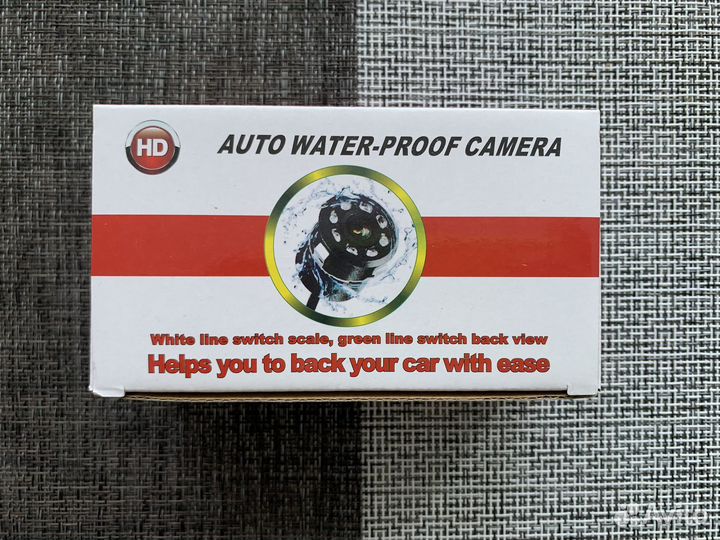 HD
AUTO WATER-PROOF CAMERA
White line switch scale, green line switch back view
Helps you to back your car with ease
Avito